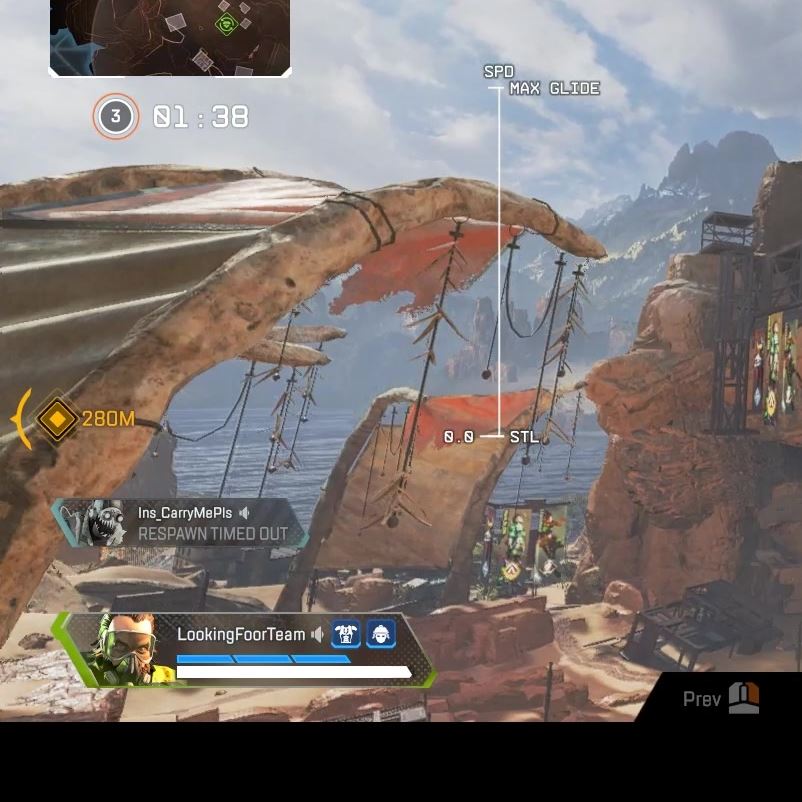 SPD
MAX GLIDE
3 01:38
280M
0.0 STL
Ins_CarryMePls
RESPAWN TIMED OUT
LookingFoorTeam
Prev